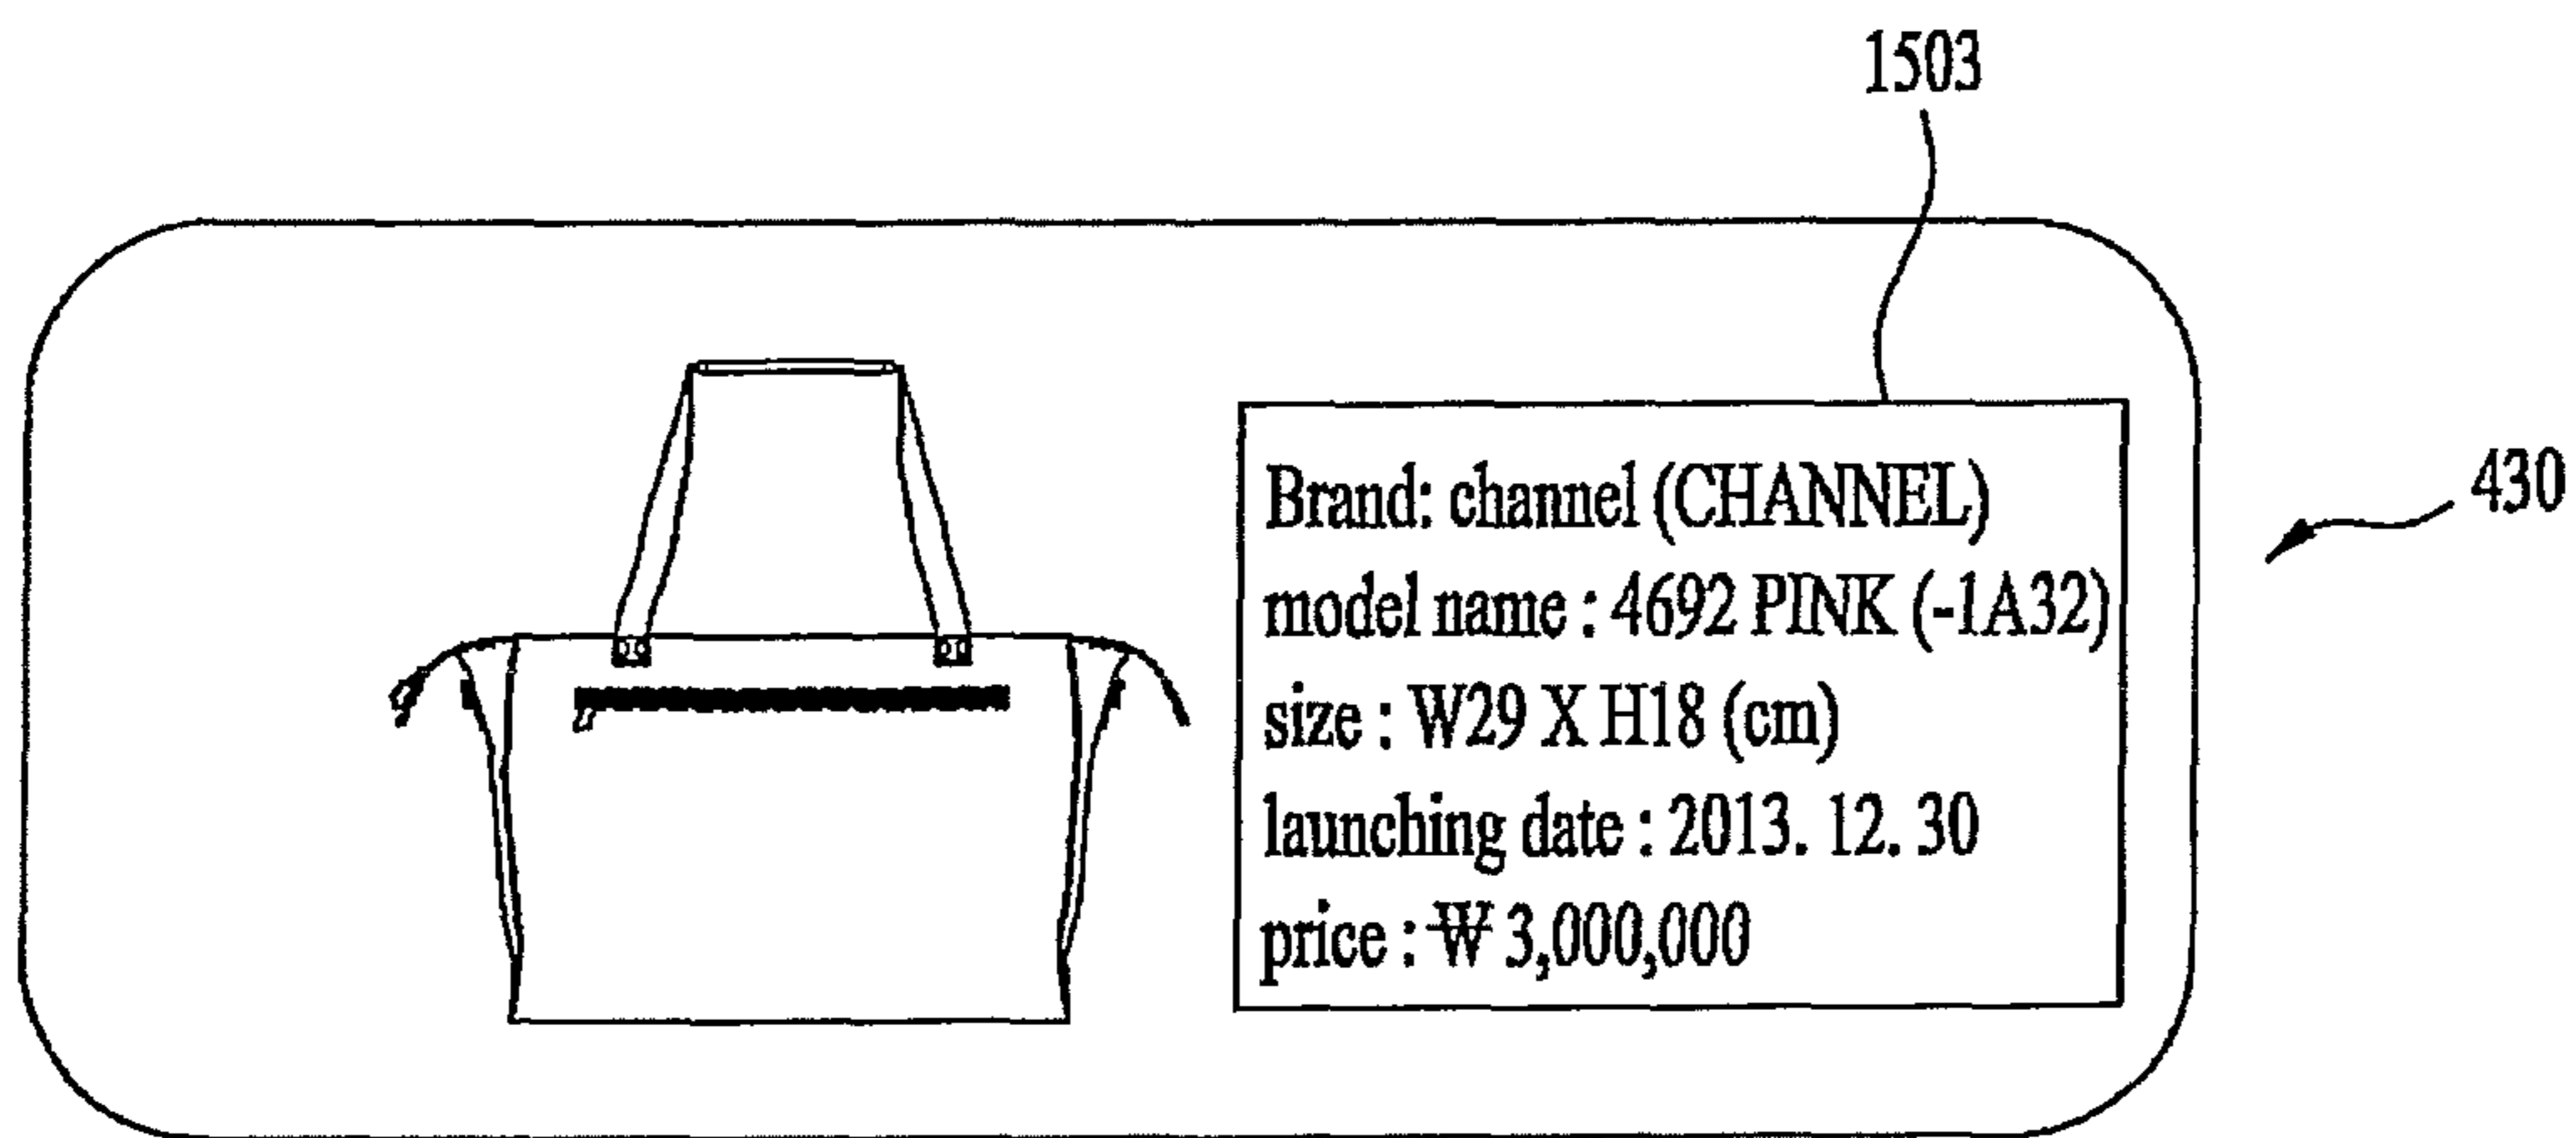 1503
430
Brand: channel (CHANNEL)
model name : 4692 PINK (-1A32)
size : W29 X H18 (cm)
launching date : 2013. 12. 30
price : ₩ 3,000,000